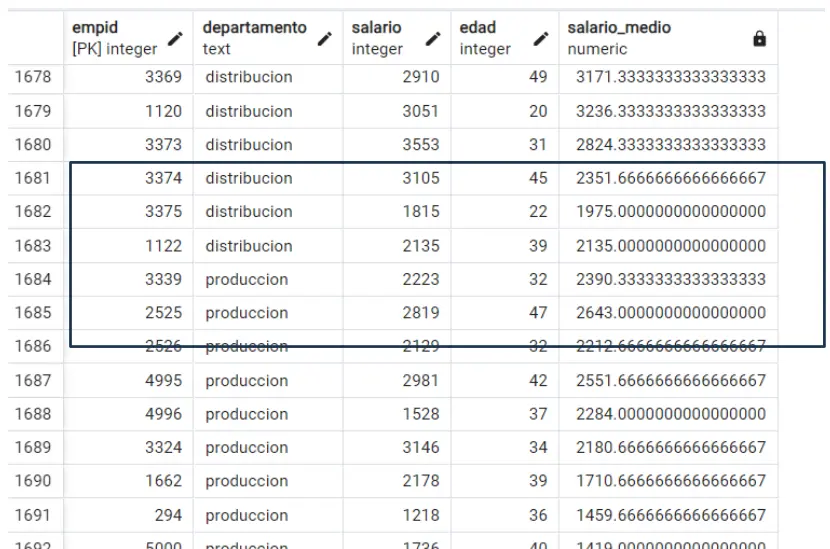 empid departamento salario edad salario_medio
[PK] integer text integer integer numeric
1678 3369 distribucion 2910 49 3171.3333333333333333
1679 1120 distribucion 3051 20 3236.3333333333333333
1680 3373 distribucion 3553 31 2824.3333333333333333
1681 3374 distribucion 3105 45 2351.6666666666666667
1682 3375 distribucion 1815 22 1975.0000000000000000
1683 1122 distribucion 2135 39 2135.0000000000000000
1684 3339 produccion 2223 32 2390.3333333333333333
1685 2525 produccion 2819 47 2643.0000000000000000
1686 2526 produccion 2129 32 2212.6666666666666667
1687 4995 produccion 2981 42 2551.6666666666666667
1688 4996 produccion 1528 37 2284.0000000000000000
1689 3324 produccion 3146 34 2180.6666666666666667
1690 1662 produccion 2178 39 1710.6666666666666667
1691 294 produccion 1218 36 1459.6666666666666667
1692 5000 produccion 1736 40 1419.0000000000000000